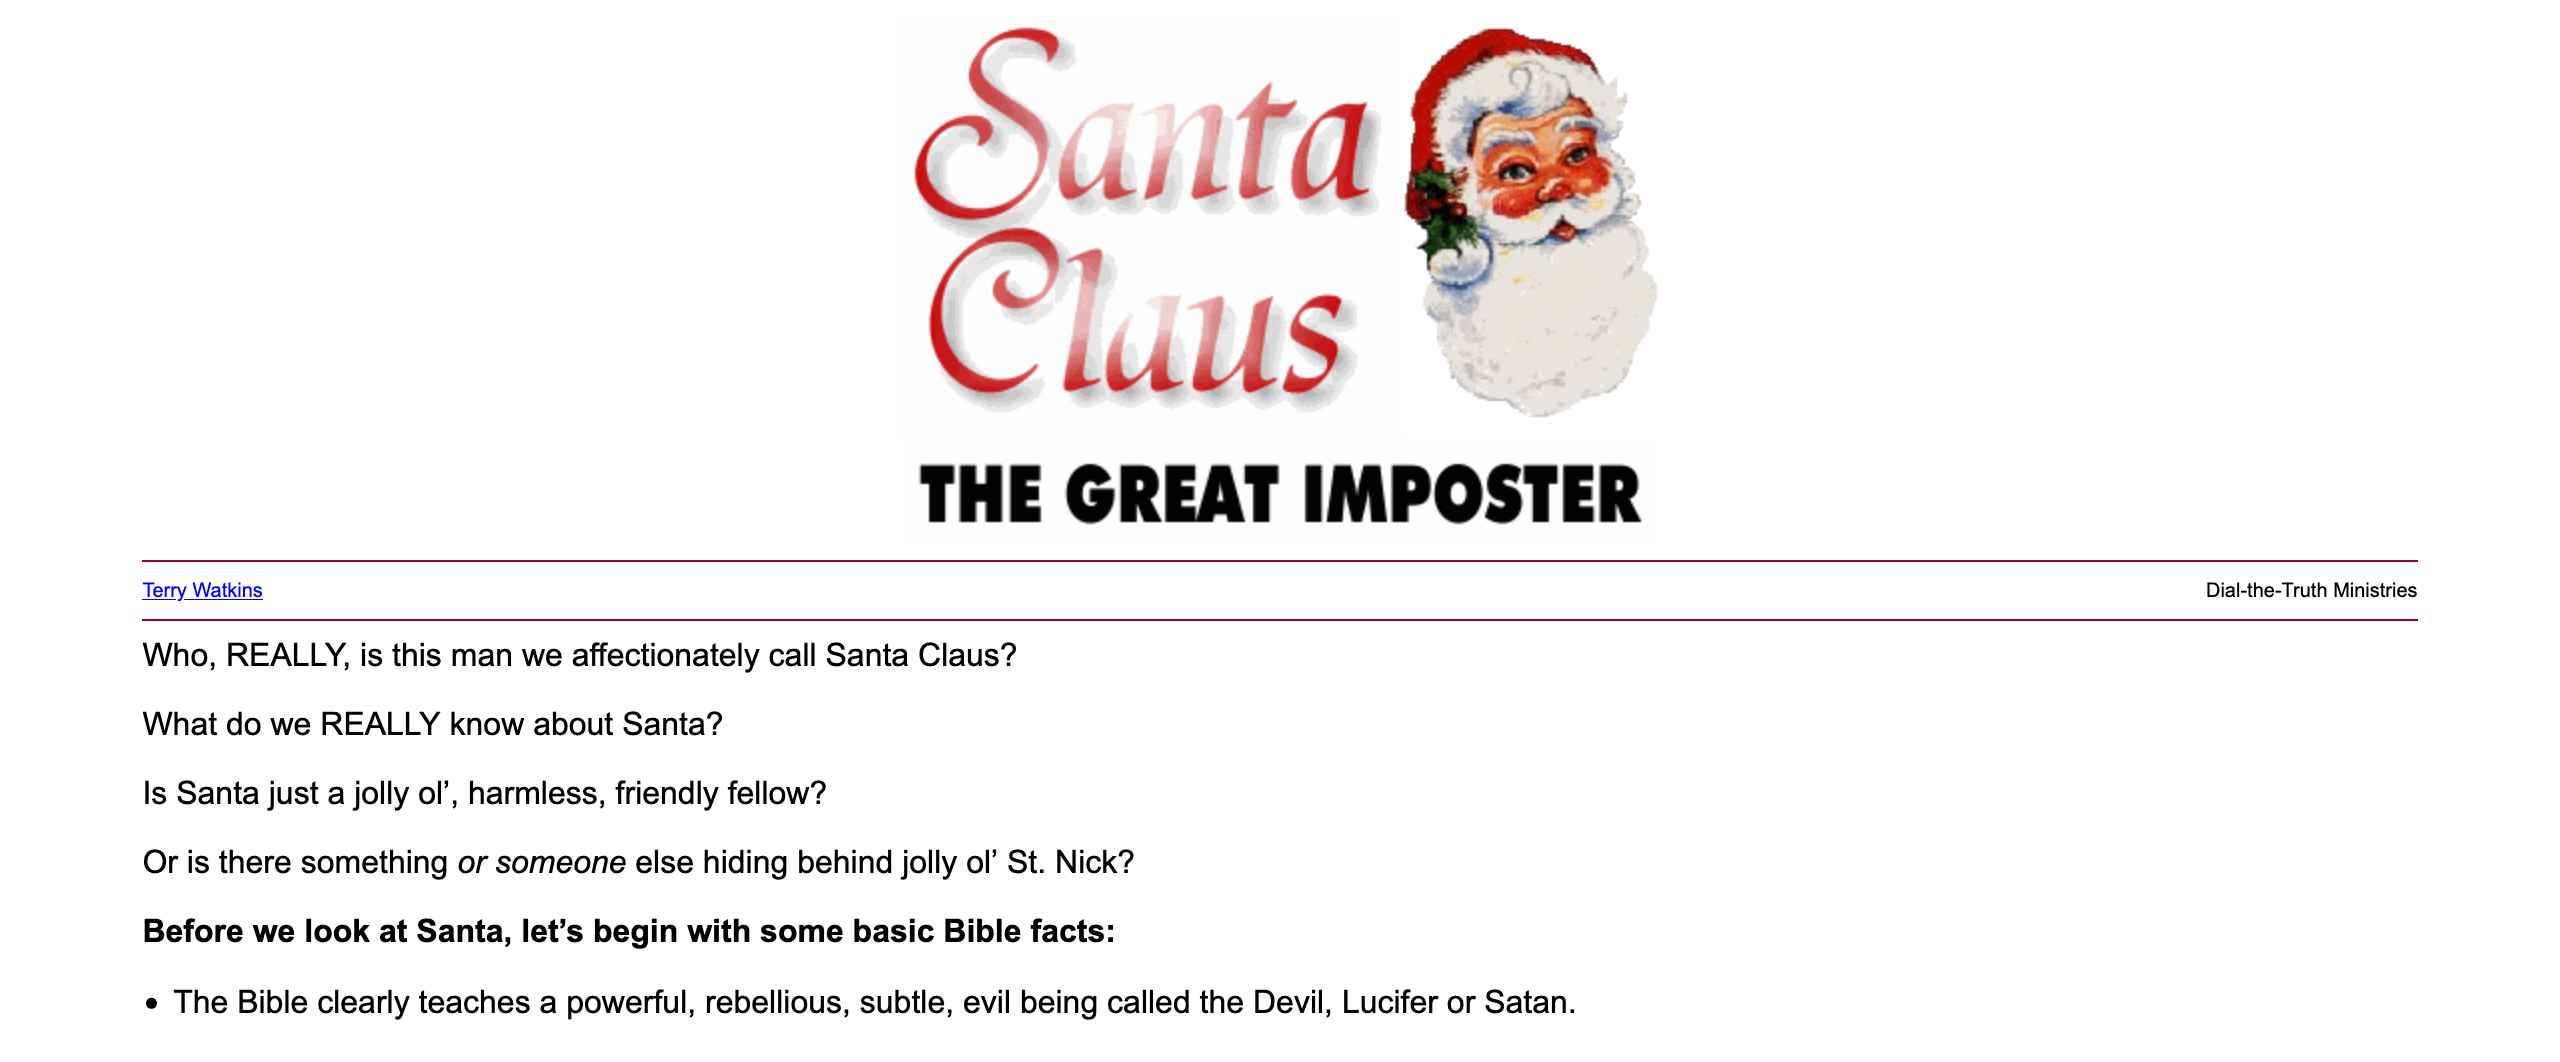 Santa
Claus
THE GREAT IMPOSTER
Terry Watkins
Dial-the-Truth Ministries
Who, REALLY, is this man we affectionately call Santa Claus?
What do we REALLY know about Santa?
Is Santa just a jolly ol’, harmless, friendly fellow?
Or is there something or someone else hiding behind jolly ol’ St. Nick?
Before we look at Santa, let’s begin with some basic Bible facts:
• The Bible clearly teaches a powerful, rebellious, subtle, evil being called the Devil, Lucifer or Satan.